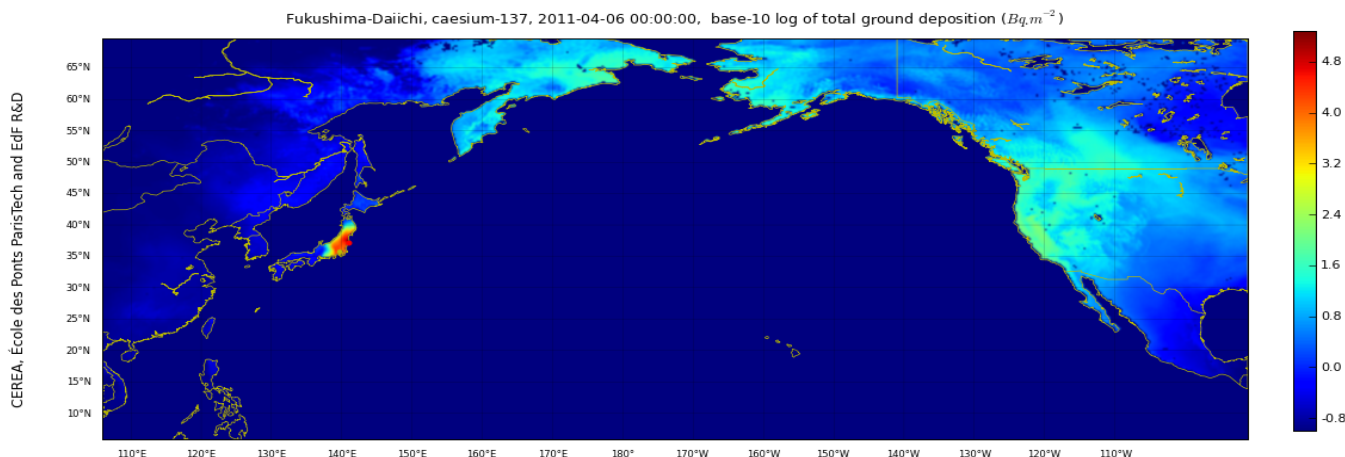 Fukushima-Daiichi, caesium-137, 2011-04-06 00:00:00, base-10 log of total ground deposition (Bq.m⁻²)
CEREA, École des Ponts ParisTech and EdF R&D
65°N
60°N
55°N
50°N
45°N
40°N
35°N
30°N
25°N
20°N
15°N
10°N
110°E 120°E 130°E 140°E 150°E 160°E 170°E 180° 170°W 160°W 150°W 140°W 130°W 120°W 110°W
4.8
4.0
3.2
2.4
1.6
0.8
0.0
-0.8